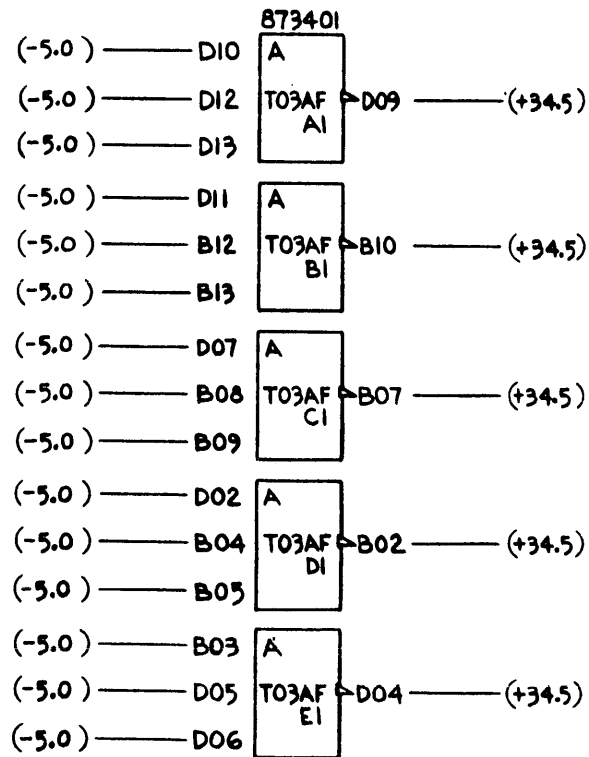 873401
(-5.0) D10 A
(-5.0) D12 T03AF D09 (+34.5)
A1
(-5.0) D13
(-5.0) D11 A
(-5.0) B12 T03AF B10 (+34.5)
B1
(-5.0) B13
(-5.0) D07 A
(-5.0) B08 T03AF B07 (+34.5)
C1
(-5.0) B09
(-5.0) D02 A
(-5.0) B04 T03AF B02 (+34.5)
D1
(-5.0) B05
(-5.0) B03 A
(-5.0) D05 T03AF D04 (+34.5)
E1
(-5.0) D06